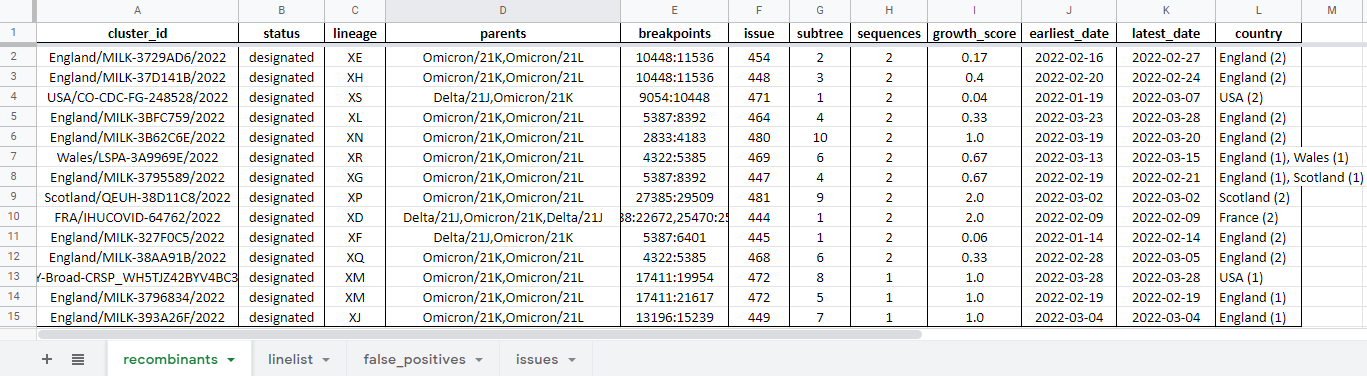 A B C D E F G H I J K L M
1 cluster_id status lineage parents breakpoints issue subtree sequences growth_score earliest_date latest_date country
2 England/MILK-3729AD6/2022 designated XE Omicron/21K,Omicron/21L 10448:11536 454 2 2 0.17 2022-02-16 2022-02-27 England (2)
3 England/MILK-37D141B/2022 designated XH Omicron/21K,Omicron/21L 10448:11536 448 3 2 0.4 2022-02-20 2022-02-24 England (2)
4 USA/CO-CDC-FG-248528/2022 designated XS Delta/21J,Omicron/21K 9054:10448 471 1 2 0.04 2022-01-19 2022-03-07 USA (2)
5 England/MILK-3BFC759/2022 designated XL Omicron/21K,Omicron/21L 5387:8392 464 4 2 0.33 2022-03-23 2022-03-28 England (2)
6 England/MILK-3B62C6E/2022 designated XN Omicron/21K,Omicron/21L 2833:4183 480 10 2 1.0 2022-03-19 2022-03-20 England (2)
7 Wales/LSPA-3A9969E/2022 designated XR Omicron/21K,Omicron/21L 4322:5385 469 6 2 0.67 2022-03-13 2022-03-15 England (1), Wales (1)
8 England/MILK-3795589/2022 designated XG Omicron/21K,Omicron/21L 5387:8392 447 4 2 0.67 2022-02-19 2022-02-21 England (1), Scotland (1)
9 Scotland/QEUH-38D11C8/2022 designated XP Omicron/21K,Omicron/21L 27385:29509 481 9 2 2.0 2022-03-02 2022-03-02 Scotland (2)
10 FRA/IHUCOVID-64762/2022 designated XD Delta/21J,Omicron/21K,Delta/21J 38:22672,25470:25 444 1 2 2.0 2022-02-09 2022-02-09 France (2)
11 England/MILK-327F0C5/2022 designated XF Delta/21J,Omicron/21K 5387:6401 445 1 2 0.06 2022-01-14 2022-02-14 England (2)
12 England/MILK-38AA91B/2022 designated XQ Omicron/21K,Omicron/21L 4322:5385 468 6 2 0.33 2022-02-28 2022-03-05 England (2)
13 Y-Broad-CRSP_WH5TJZ42BYV4BC3 designated XM Omicron/21K,Omicron/21L 17411:19954 472 8 1 1.0 2022-03-28 2022-03-28 USA (1)
14 England/MILK-3796834/2022 designated XM Omicron/21K,Omicron/21L 17411:21617 472 5 1 1.0 2022-02-19 2022-02-19 England (1)
15 England/MILK-393A26F/2022 designated XJ Omicron/21K,Omicron/21L 13196:15239 449 7 1 1.0 2022-03-04 2022-03-04 England (1)
recombinants linelist false_positives issues